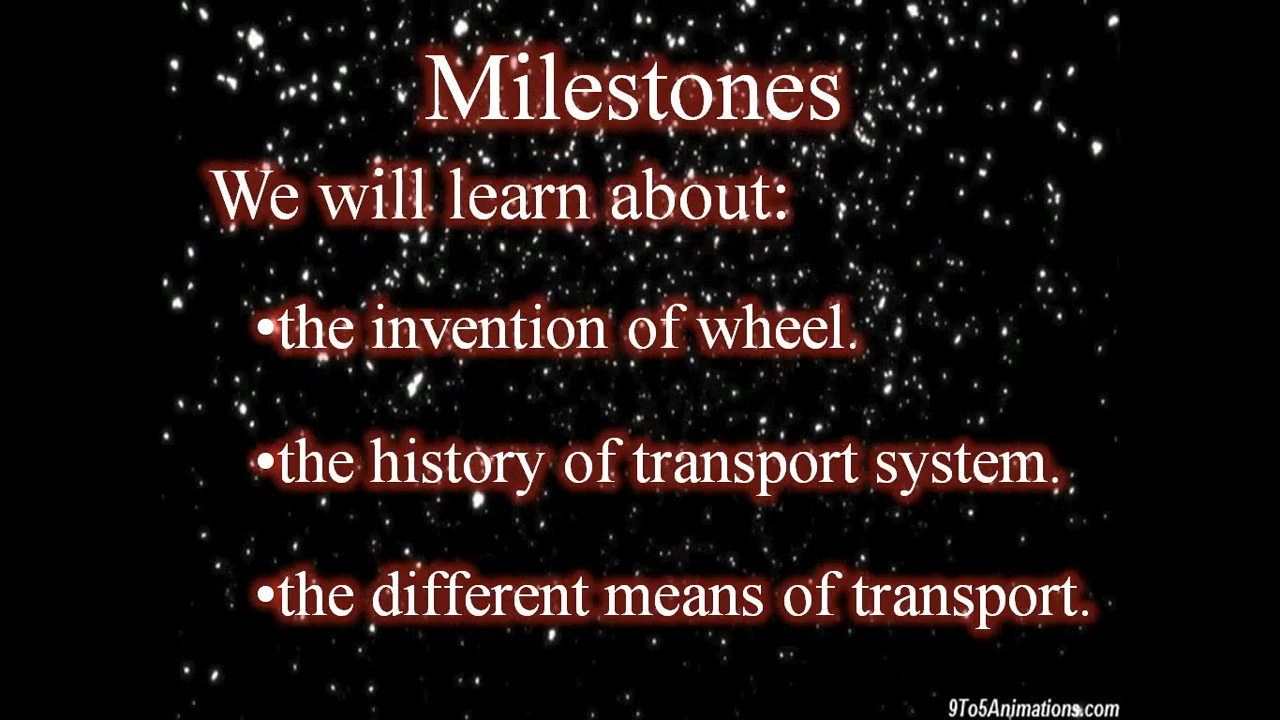 Milestones
We will learn about:
•the invention of wheel.
•the history of transport system.
•the different means of transport.
9To5Animations.com